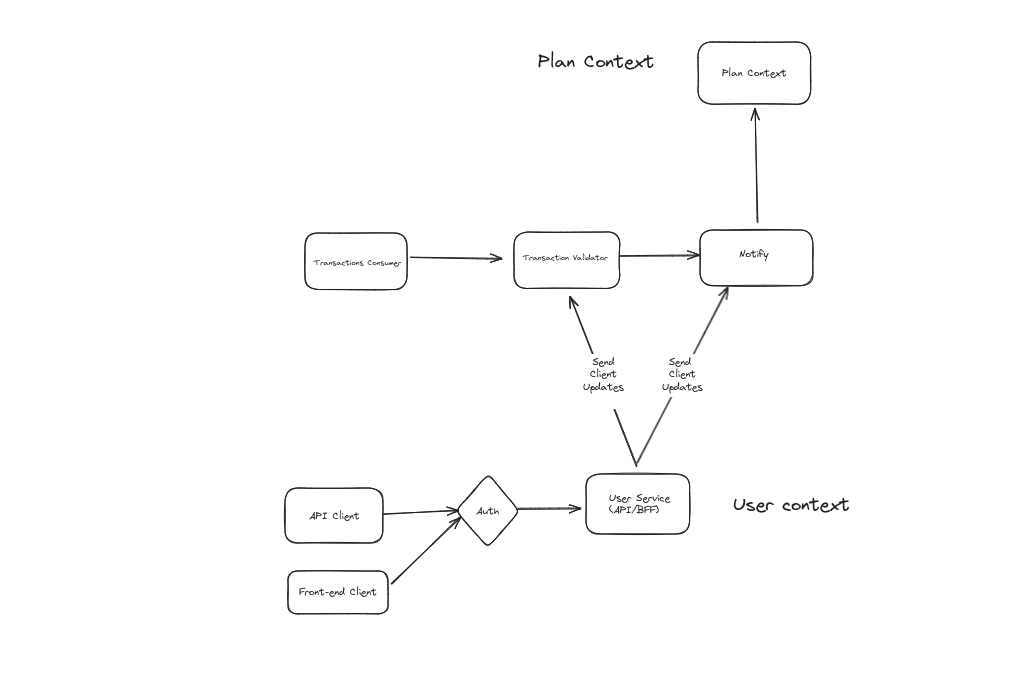 Plan Context
Plan Context
Transactions Consumer
Transaction Validator
Notify
Send
Client
Updates
Send
Client
Updates
API Client
Auth
User Service
(API/BFF)
User context
Front-end Client